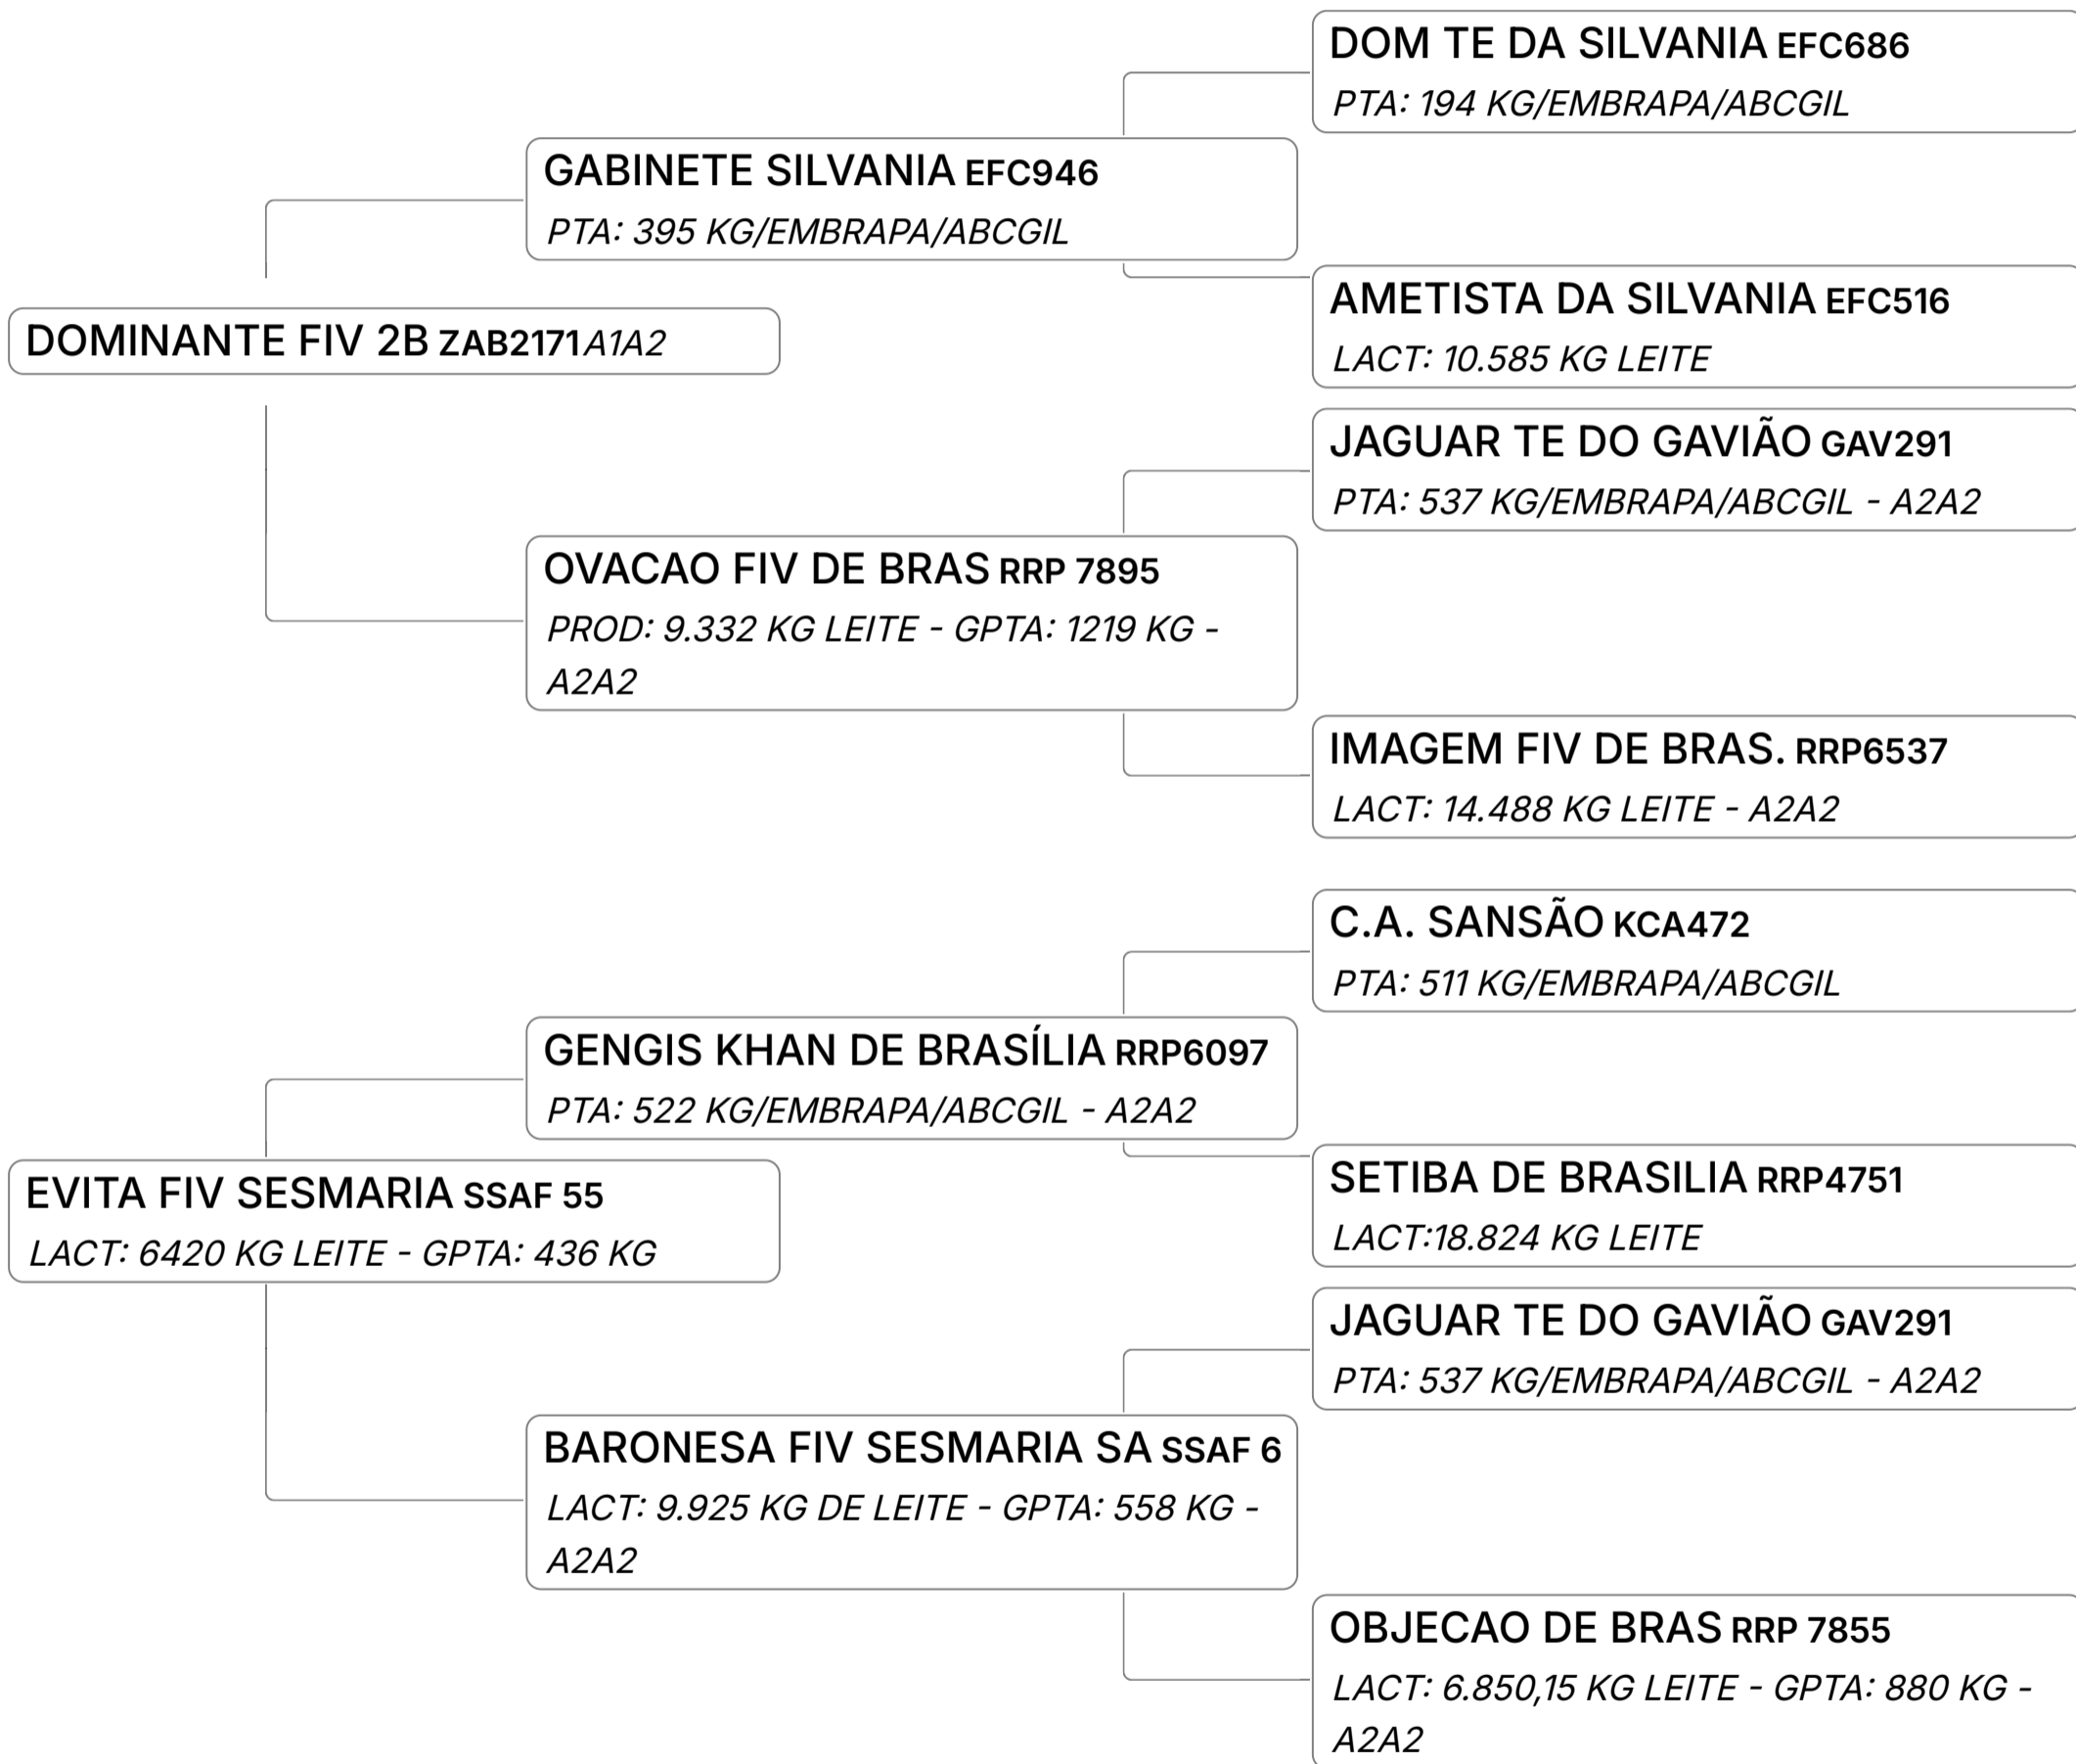 DOM TE DA SILVANIA EFC686
PTA: 194 KG/EMBRAPA/ABCGIL
GABINETE SILVANIA EFC946
PTA: 395 KG/EMBRAPA/ABCGIL
AMETISTA DA SILVANIA EFC516
LACT: 10.585 KG LEITE
DOMINANTE FIV 2B ZAB2171 A1A2
JAGUAR TE DO GAVIÃO GAV291
PTA: 537 KG/EMBRAPA/ABCGIL - A2A2
OVACAO FIV DE BRAS RRP 7895
PROD: 9.332 KG LEITE - GPTA: 1219 KG -
A2A2
IMAGEM FIV DE BRAS. RRP6537
LACT: 14.488 KG LEITE - A2A2
C.A. SANSÃO KCA472
PTA: 511 KG/EMBRAPA/ABCGIL
GENGIS KHAN DE BRASÍLIA RRP6097
PTA: 522 KG/EMBRAPA/ABCGIL - A2A2
SETIBA DE BRASILIA RRP4751
LACT:18.824 KG LEITE
EVITA FIV SESMARIA SSAF 55
LACT: 6420 KG LEITE - GPTA: 436 KG
JAGUAR TE DO GAVIÃO GAV291
PTA: 537 KG/EMBRAPA/ABCGIL - A2A2
BARONESA FIV SESMARIA SA SSAF 6
LACT: 9.925 KG DE LEITE - GPTA: 558 KG -
A2A2
OBJECAO DE BRAS RRP 7855
LACT: 6.850,15 KG LEITE - GPTA: 880 KG -
A2A2